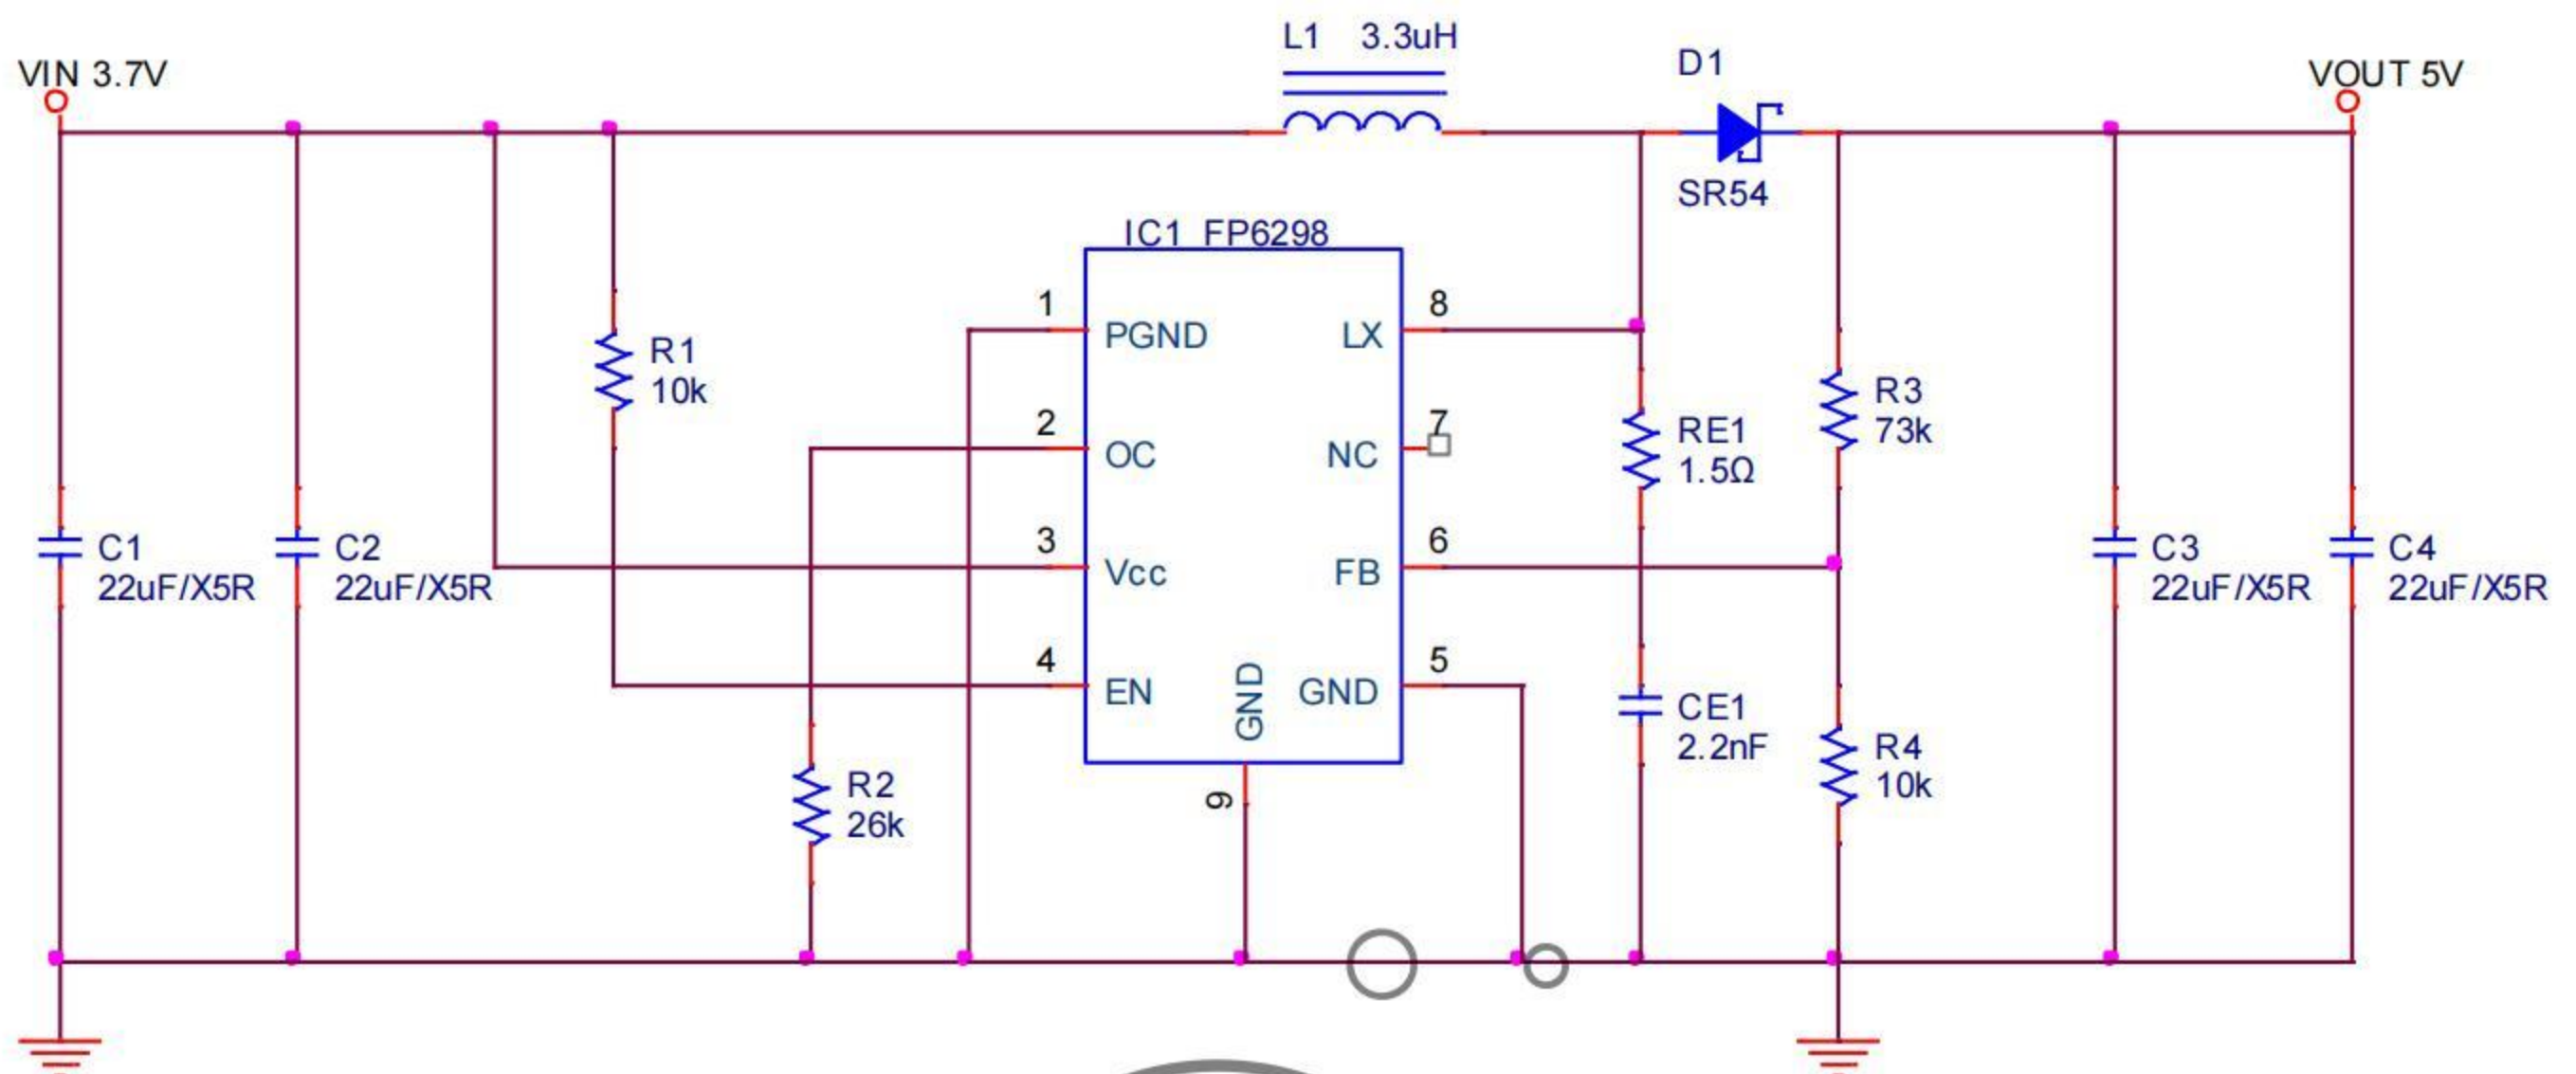 L1 3.3uH
D1
VIN 3.7V
VOUT 5V
SR54
IC1 FP6298
1
8
PGND
LX
R1
10k
R3
73k
2
7
OC
NC
RE1
1.5Ω
3
6
C1
22uF/X5R
C2
22uF/X5R
Vcc
FB
C3
22uF/X5R
C4
22uF/X5R
4
5
EN
GND
GND
CE1
2.2nF
R4
10k
R2
26k
9